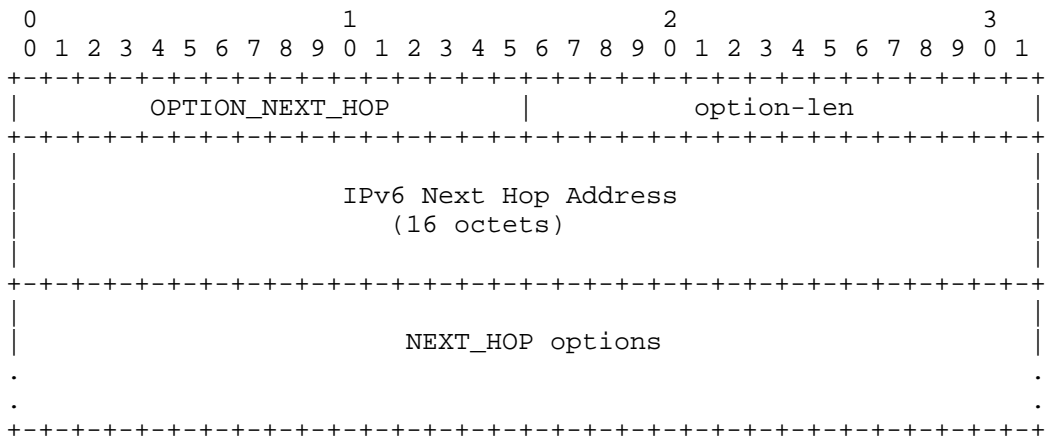 0                   1                   2                   3
 0 1 2 3 4 5 6 7 8 9 0 1 2 3 4 5 6 7 8 9 0 1 2 3 4 5 6 7 8 9 0 1
+-+-+-+-+-+-+-+-+-+-+-+-+-+-+-+-+-+-+-+-+-+-+-+-+-+-+-+-+-+-+-+-+
|        OPTION_NEXT_HOP        |          option-len           |
+-+-+-+-+-+-+-+-+-+-+-+-+-+-+-+-+-+-+-+-+-+-+-+-+-+-+-+-+-+-+-+-+
|                                                               |
|                    IPv6 Next Hop Address                      |
|                       (16 octets)                             |
|                                                               |
+-+-+-+-+-+-+-+-+-+-+-+-+-+-+-+-+-+-+-+-+-+-+-+-+-+-+-+-+-+-+-+-+
|                                                               |
|                        NEXT_HOP options                       |
.                                                               .
.                                                               .
+-+-+-+-+-+-+-+-+-+-+-+-+-+-+-+-+-+-+-+-+-+-+-+-+-+-+-+-+-+-+-+-+